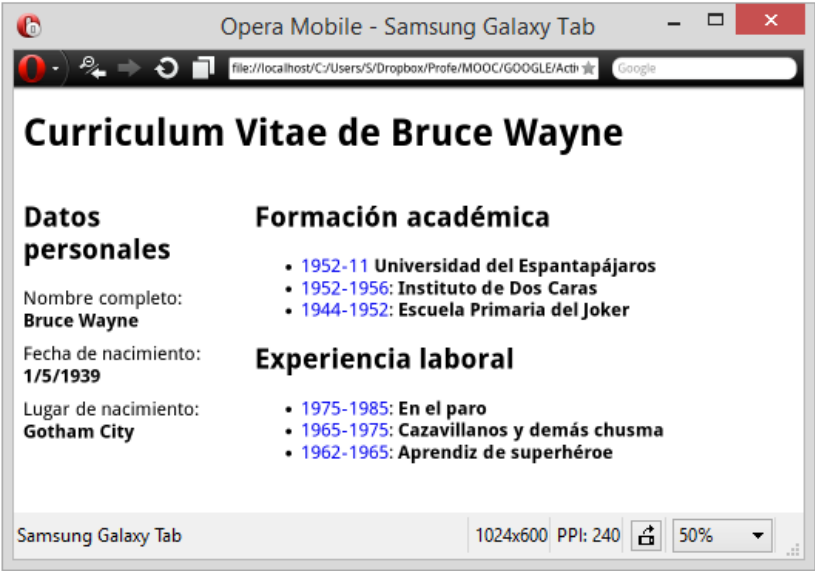 Opera Mobile - Samsung Galaxy Tab
file://localhost/C:/Users/S/Dropbox/Profe/MOOC/GOOGLE/Activ
Google
Curriculum Vitae de Bruce Wayne
Datos
personales
Nombre completo:
Bruce Wayne
Fecha de nacimiento:
1/5/1939
Lugar de nacimiento:
Gotham City
Formación académica
• 1952-11 Universidad del Espantapájaros
• 1952-1956: Instituto de Dos Caras
• 1944-1952: Escuela Primaria del Joker
Experiencia laboral
• 1975-1985: En el paro
• 1965-1975: Cazavillanos y demás chusma
• 1962-1965: Aprendiz de superhéroe
Samsung Galaxy Tab
1024x600 PPI: 240
50%